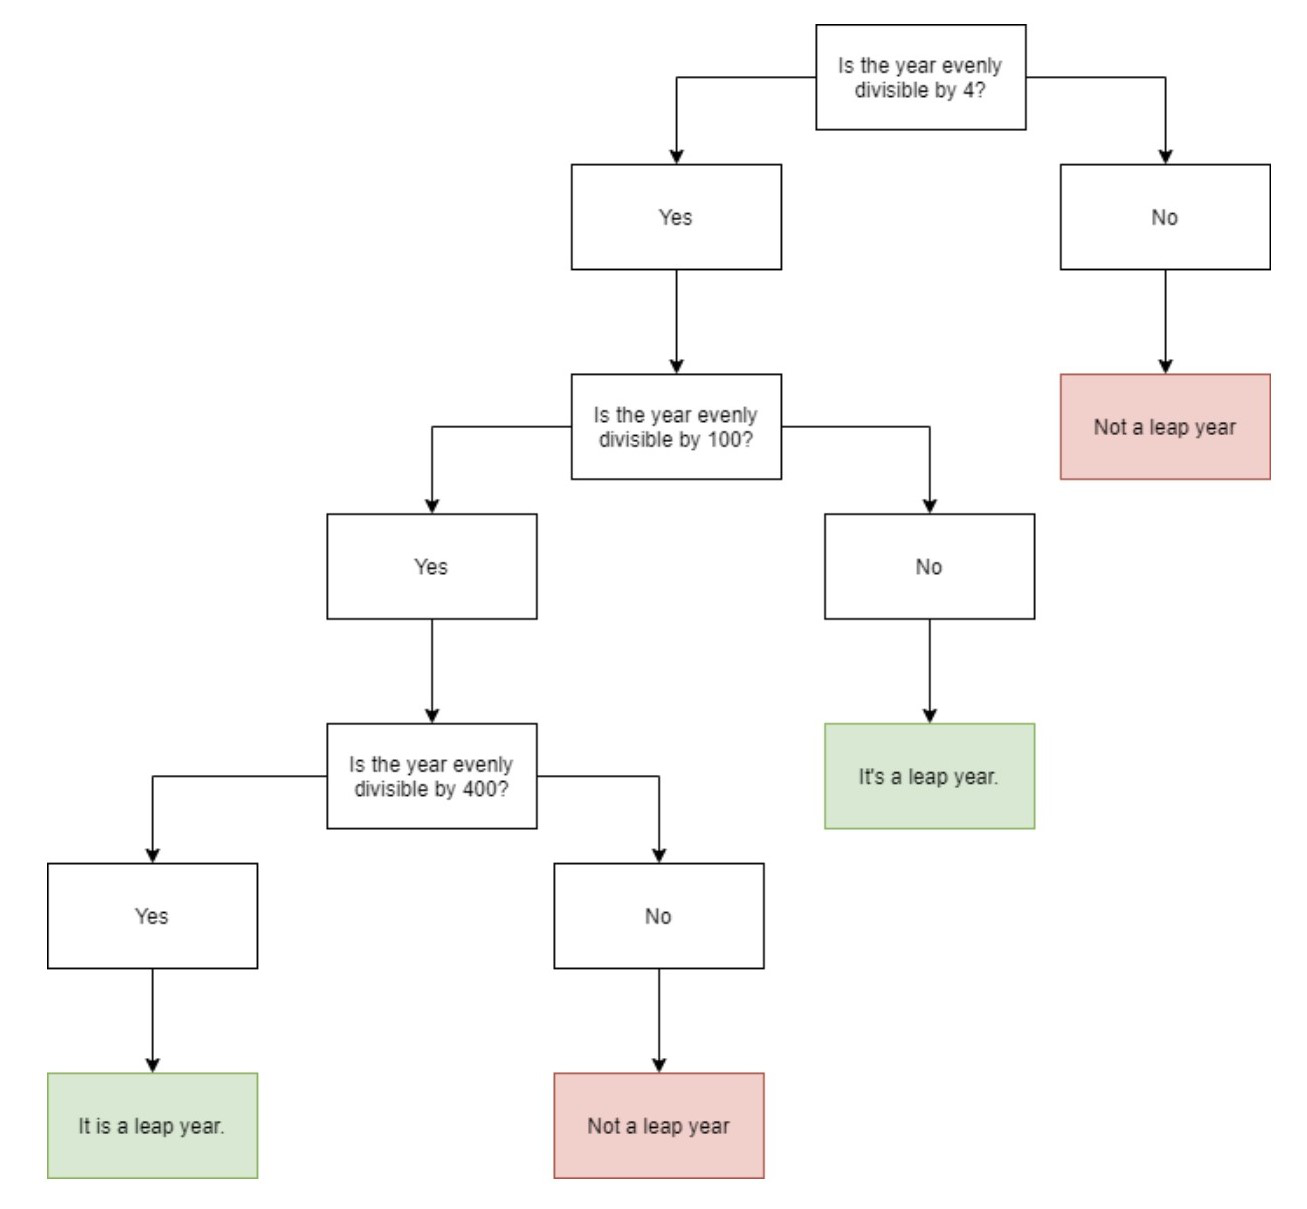 Is the year evenly
divisible by 4?
Yes
No
Is the year evenly
divisible by 100?
Not a leap year
Yes
No
Is the year evenly
divisible by 400?
It's a leap year.
Yes
No
It is a leap year.
Not a leap year